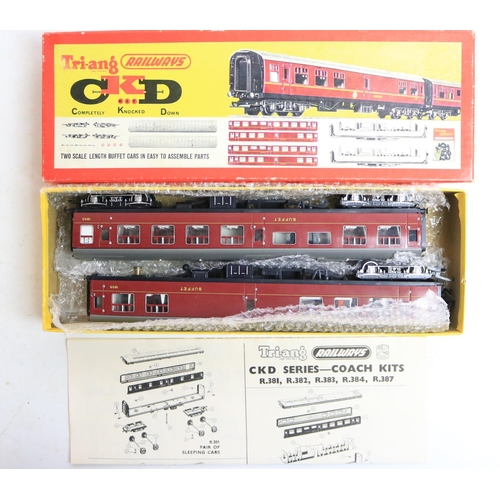 Tri-ang RAILWAYS
CKD
KIT
COMPLETELY KNOCKED DOWN
TWO SCALE LENGTH BUFFET CARS IN EASY TO ASSEMBLE PARTS
BUFFET
BUFFET
Tri-ang RAILWAYS
CKD SERIES—COACH KITS
R.381, R.382, R.383, R.384, R.387
R.381
PAIR OF
SLEEPING CARS